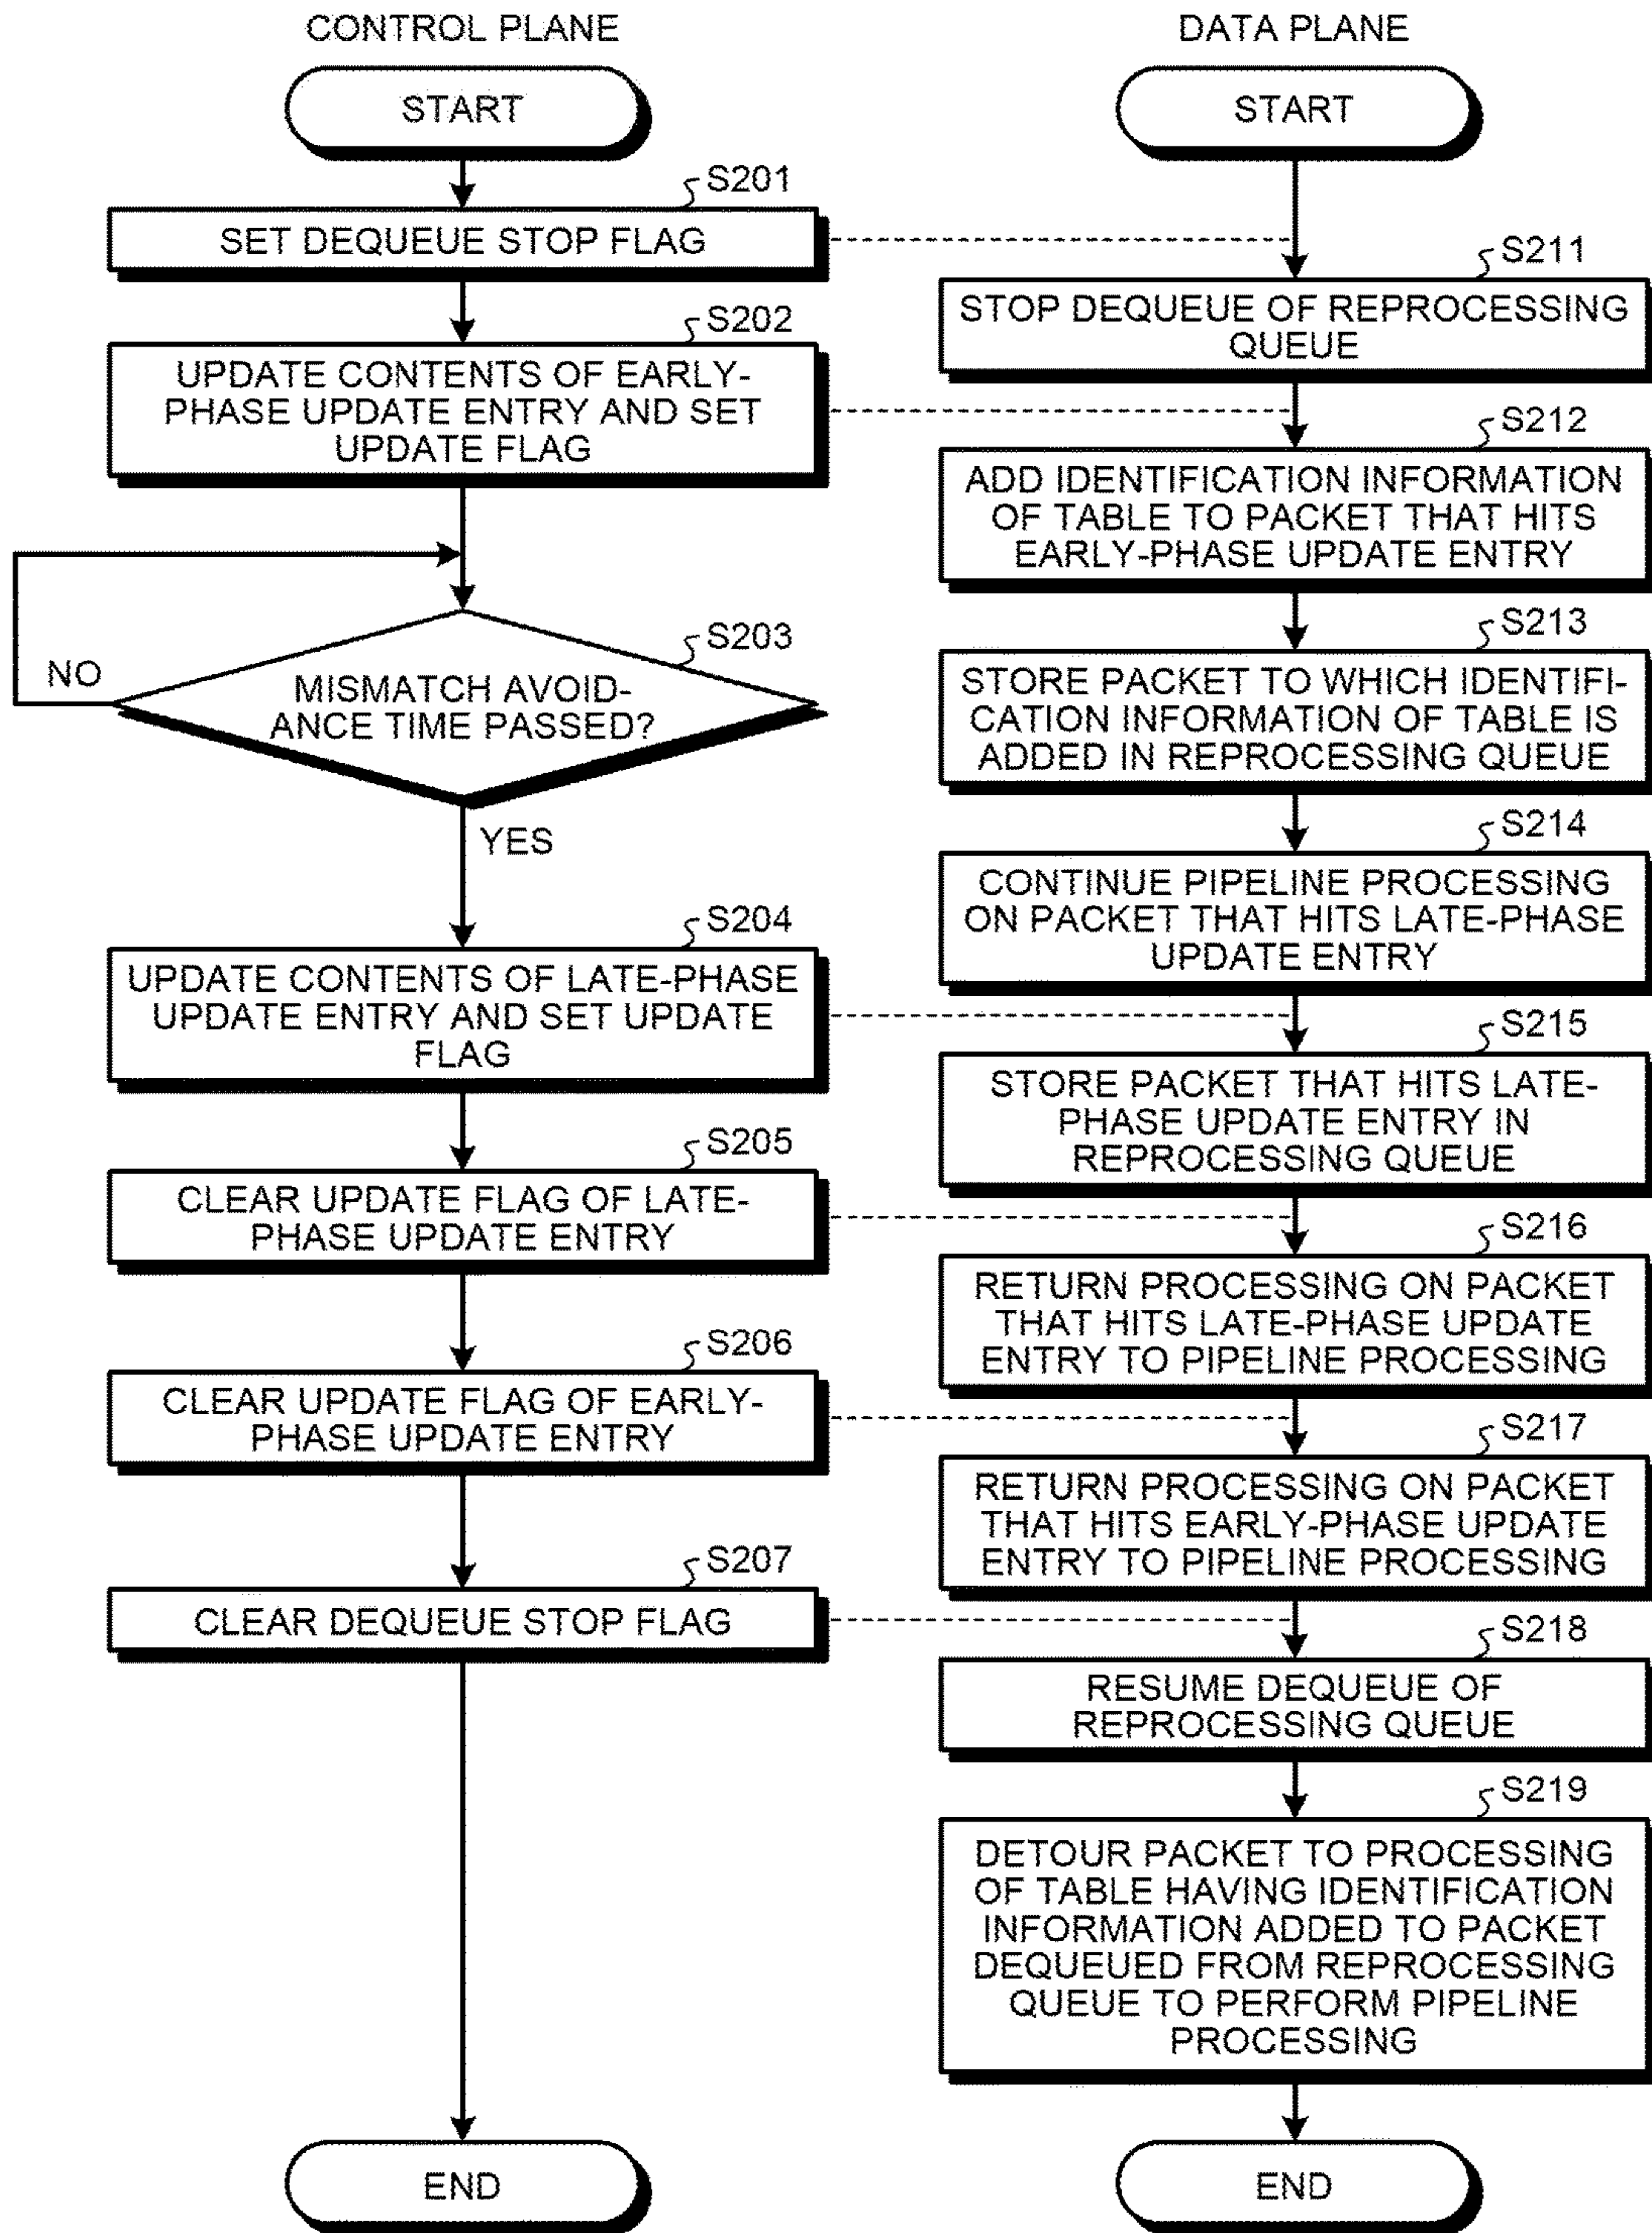 CONTROL PLANE
START
S201
SET DEQUEUE STOP FLAG
S202
UPDATE CONTENTS OF EARLY-
PHASE UPDATE ENTRY AND SET
UPDATE FLAG
S203
NO
MISMATCH AVOID-
ANCE TIME PASSED?
YES
S204
UPDATE CONTENTS OF LATE-PHASE
UPDATE ENTRY AND SET UPDATE
FLAG
S205
CLEAR UPDATE FLAG OF LATE-
PHASE UPDATE ENTRY
S206
CLEAR UPDATE FLAG OF EARLY-
PHASE UPDATE ENTRY
S207
CLEAR DEQUEUE STOP FLAG
END
DATA PLANE
START
S211
STOP DEQUEUE OF REPROCESSING
QUEUE
S212
ADD IDENTIFICATION INFORMATION
OF TABLE TO PACKET THAT HITS
EARLY-PHASE UPDATE ENTRY
S213
STORE PACKET TO WHICH IDENTIFI-
CATION INFORMATION OF TABLE IS
ADDED IN REPROCESSING QUEUE
S214
CONTINUE PIPELINE PROCESSING
ON PACKET THAT HITS LATE-PHASE
UPDATE ENTRY
S215
STORE PACKET THAT HITS LATE-
PHASE UPDATE ENTRY IN
REPROCESSING QUEUE
S216
RETURN PROCESSING ON PACKET
THAT HITS LATE-PHASE UPDATE
ENTRY TO PIPELINE PROCESSING
S217
RETURN PROCESSING ON PACKET
THAT HITS EARLY-PHASE UPDATE
ENTRY TO PIPELINE PROCESSING
S218
RESUME DEQUEUE OF
REPROCESSING QUEUE
S219
DETOUR PACKET TO PROCESSING
OF TABLE HAVING IDENTIFICATION
INFORMATION ADDED TO PACKET
DEQUEUED FROM REPROCESSING
QUEUE TO PERFORM PIPELINE
PROCESSING
END